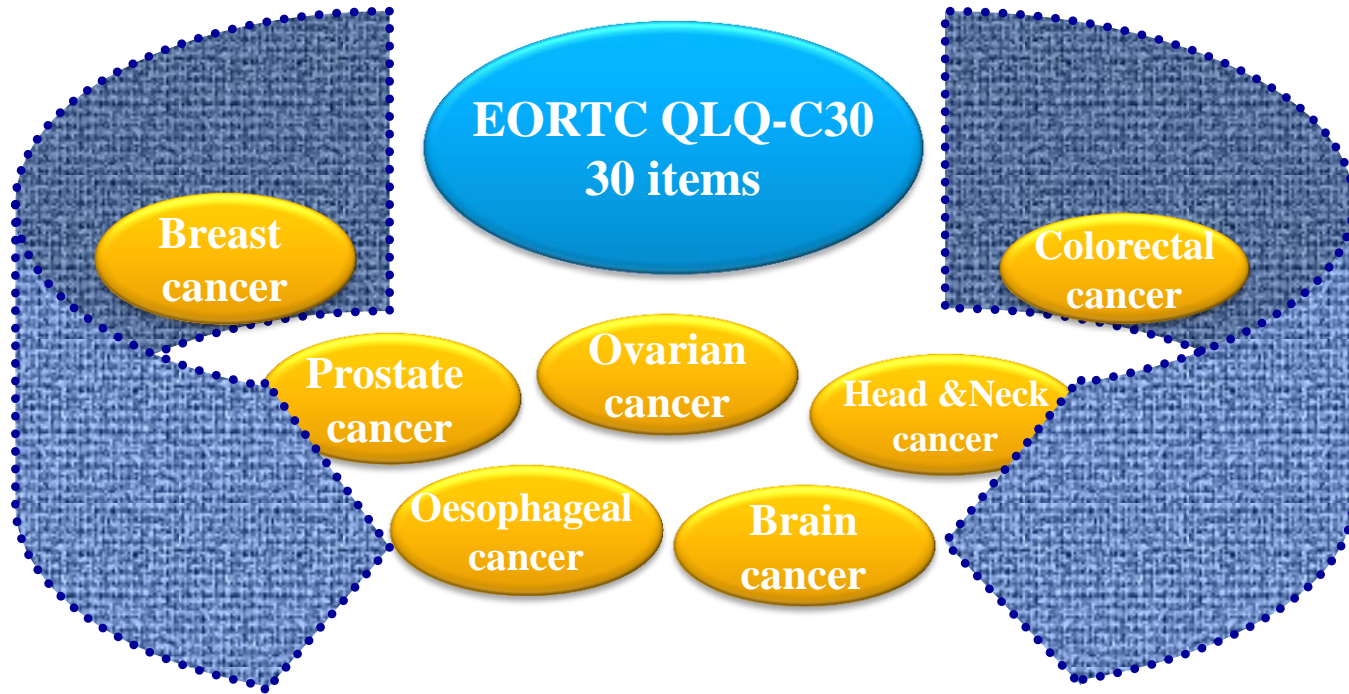 EORTC QLQ-C30
30 items
Breast
cancer
Colorectal
cancer
Prostate
cancer
Ovarian
cancer
Head &Neck
cancer
Oesophageal
cancer
Brain
cancer